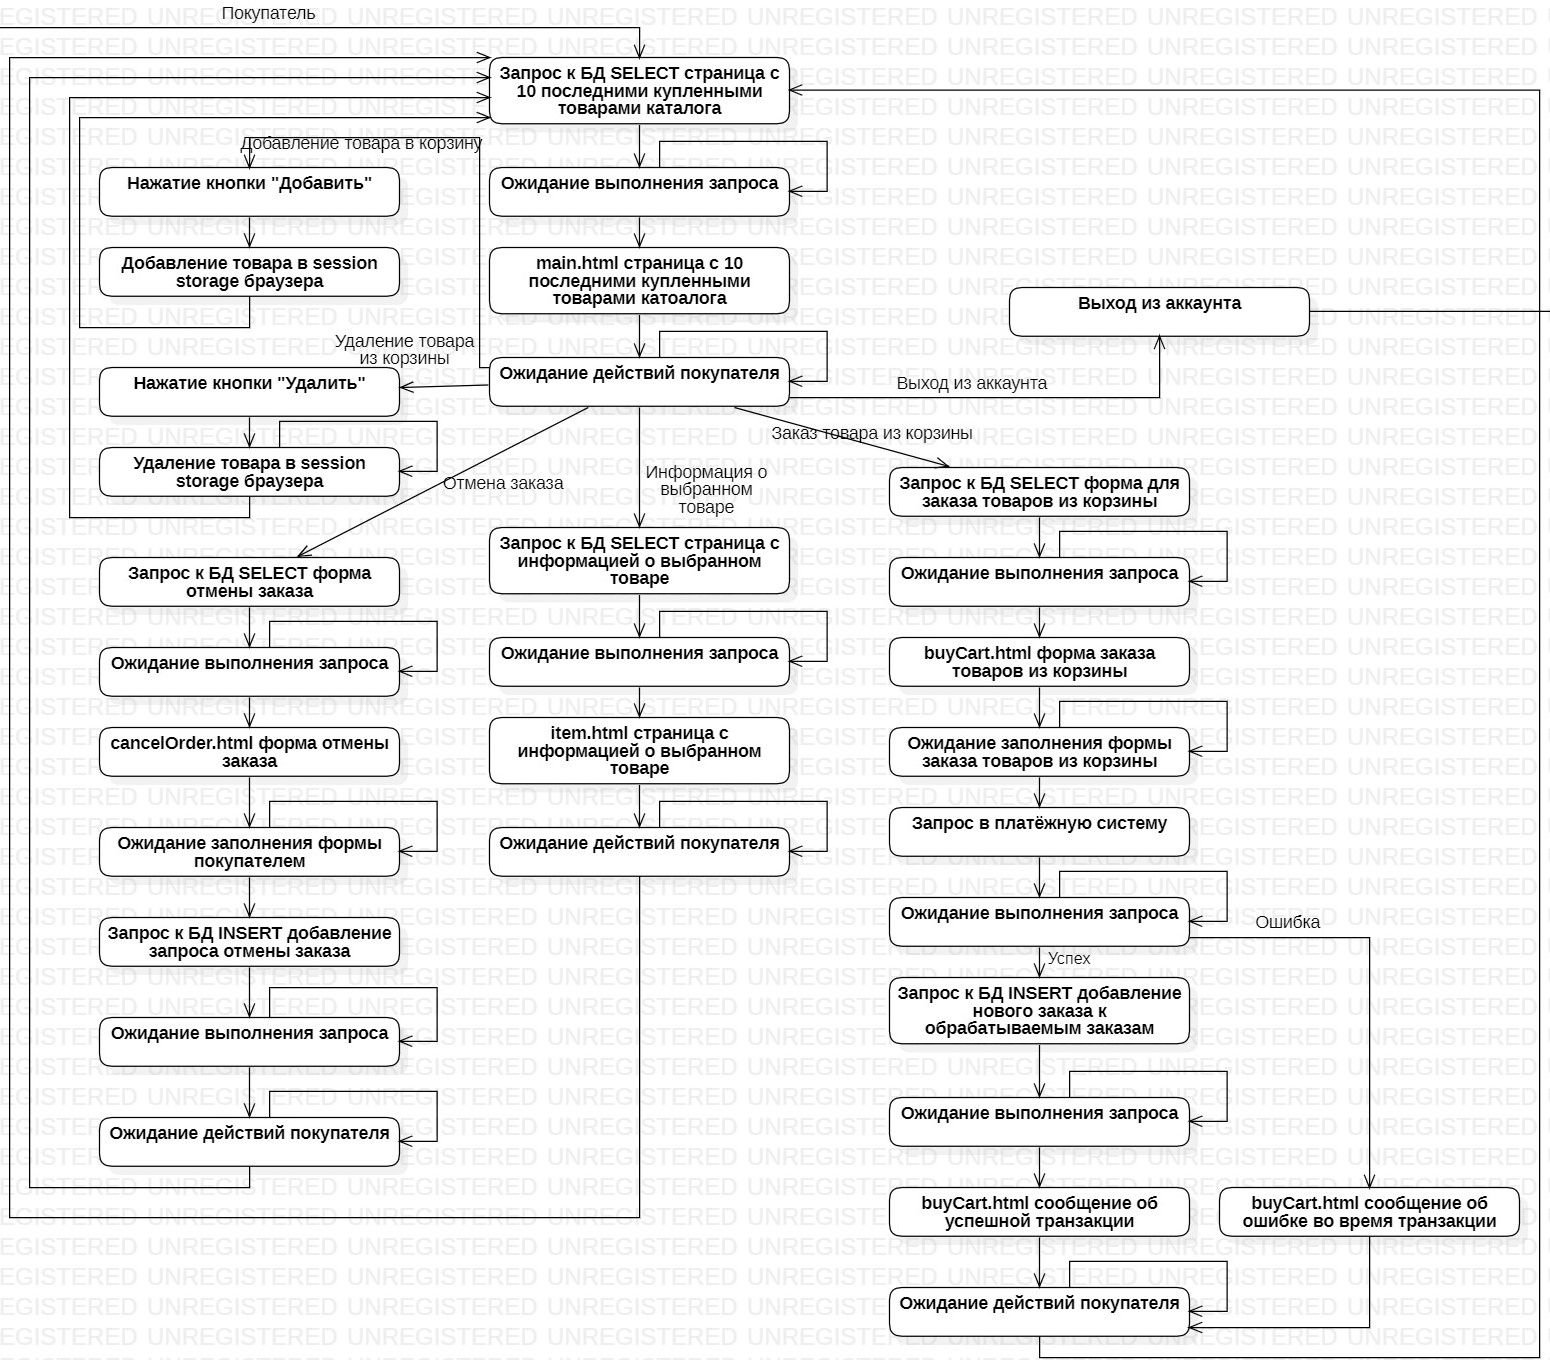 Покупатель
Запрос к БД SELECT страница с
10 последними купленными
товарами каталога
Добавление товара в корзину
Нажатие кнопки "Добавить"
Добавление товара в session
storage браузера
Ожидание выполнения запроса
main.html страница с 10
последними купленными
товарами катоалога
Выход из аккаунта
Удаление товара
из корзины
Нажатие кнопки "Удалить"
Удаление товара в session
storage браузера
Ожидание действий покупателя
Выход из аккаунта
Заказ товара из корзины
Отмена заказа
Информация о
выбранном
товаре
Запрос к БД SELECT форма
отмены заказа
Ожидание выполнения запроса
cancelOrder.html форма отмены
заказа
Ожидание заполнения формы
покупателем
Запрос к БД INSERT добавление
запроса отмены заказа
Ожидание выполнения запроса
Ожидание действий покупателя
Запрос к БД SELECT страница с
информацией о выбранном
товаре
Ожидание выполнения запроса
item.html страница с
информацией о выбранном
товаре
Ожидание действий покупателя
Запрос к БД SELECT форма для
заказа товаров из корзины
Ожидание выполнения запроса
buyCart.html форма заказа
товаров из корзины
Ожидание заполнения формы
заказа товаров из корзины
Запрос в платёжную систему
Ожидание выполнения запроса
Ошибка
Успех
Запрос к БД INSERT добавление
нового заказа к
обрабатываемым заказам
Ожидание выполнения запроса
buyCart.html сообщение об
успешной транзакции
buyCart.html сообщение об
ошибке во время транзакции
Ожидание действий покупателя